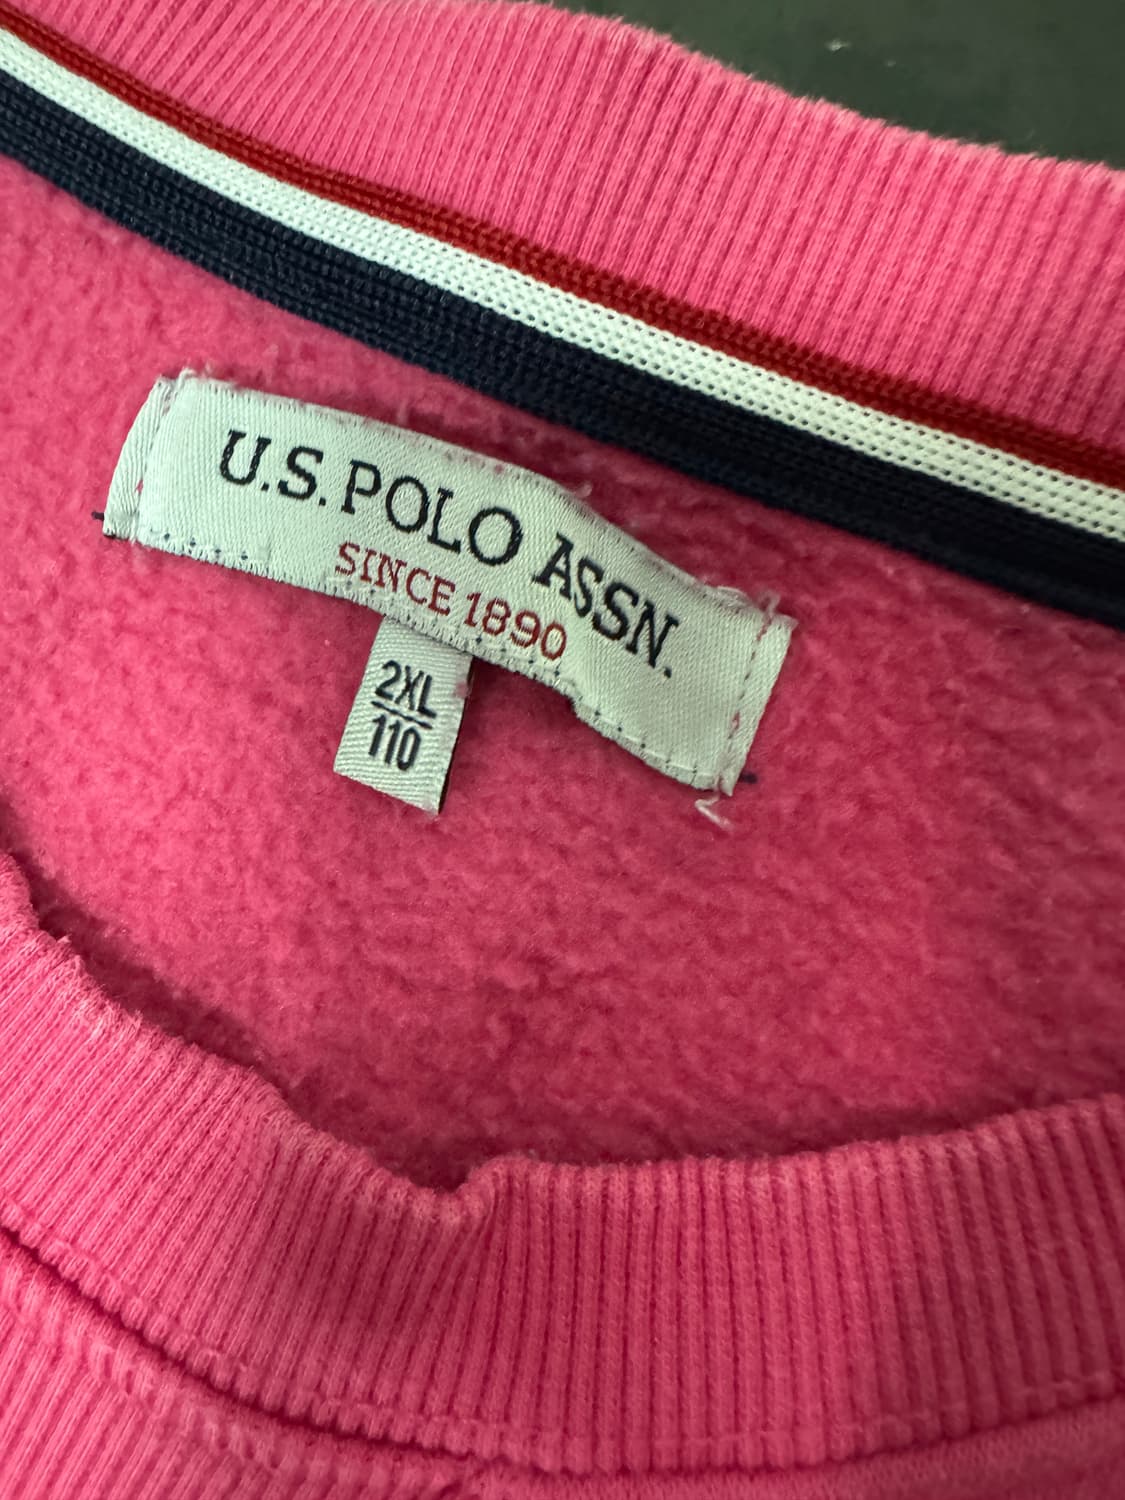 U.S. POLO ASSN.
SINCE 1890
2XL
110